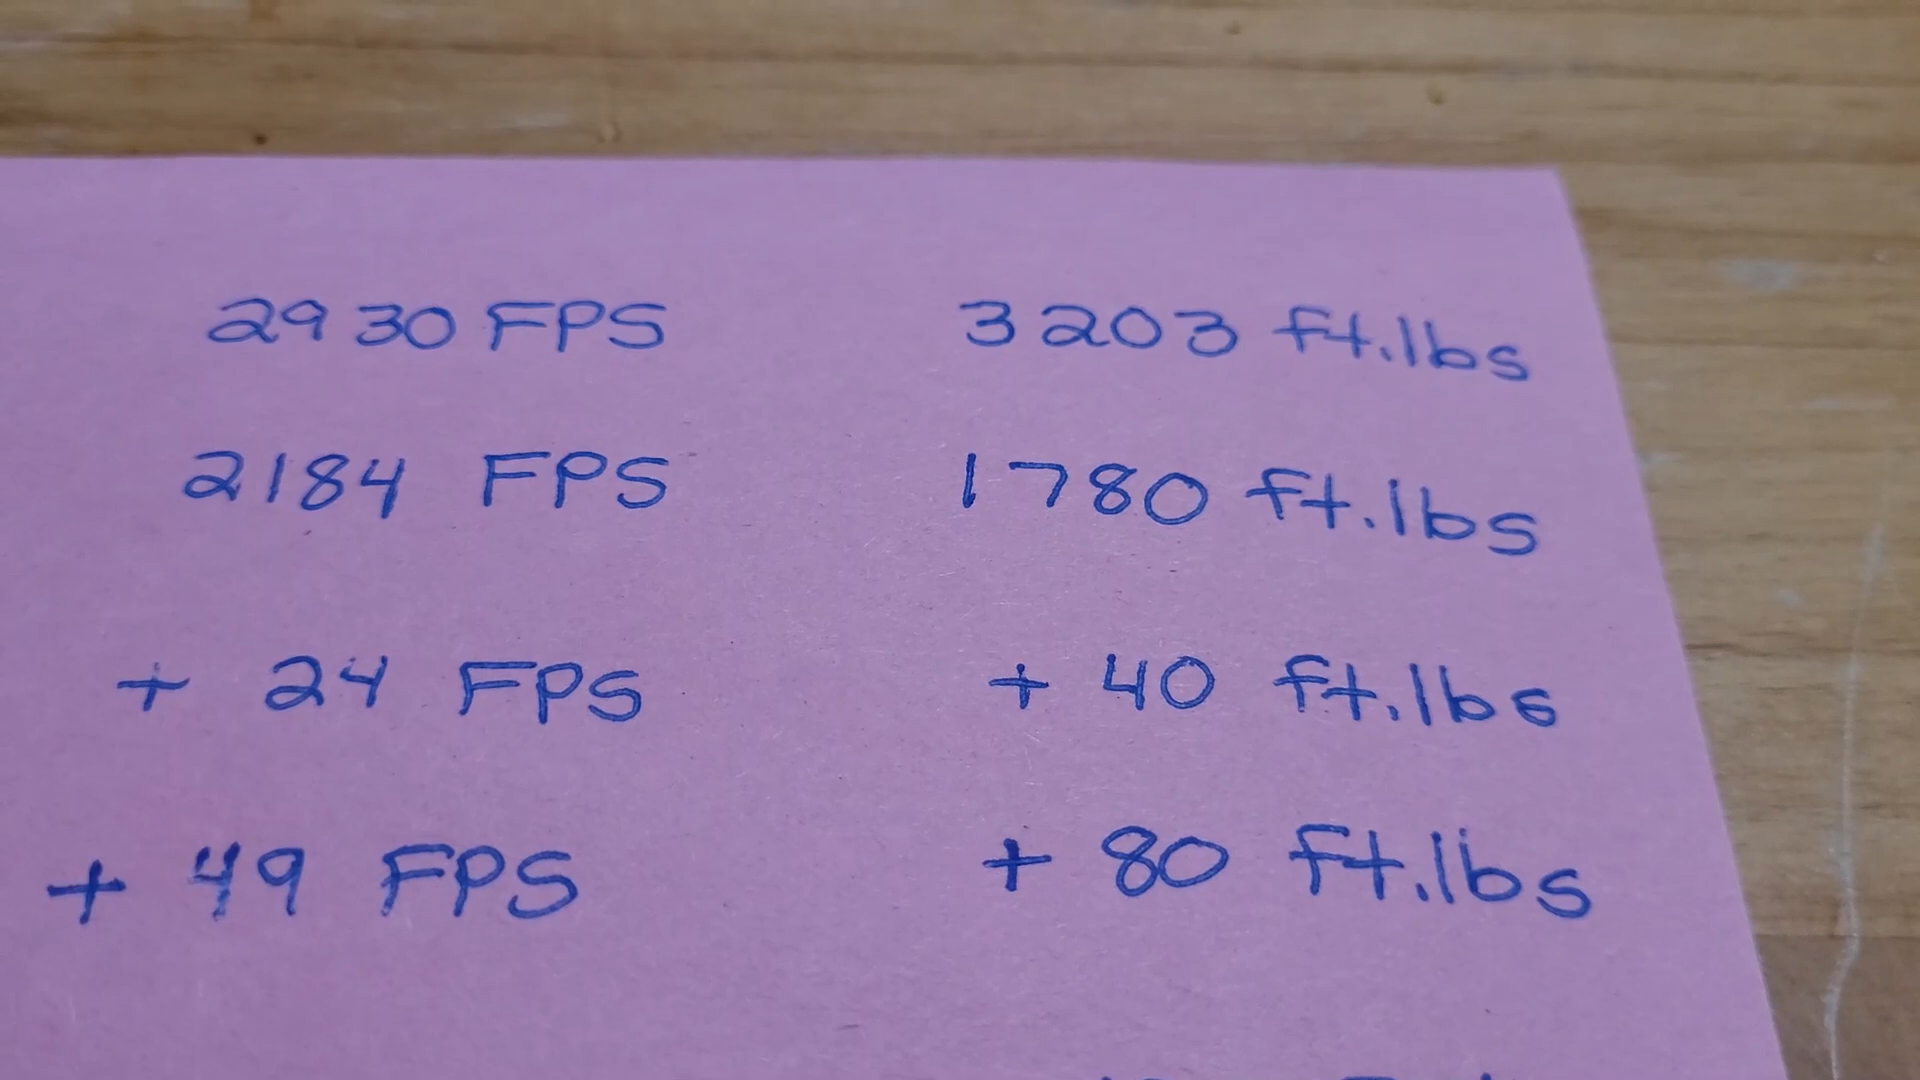 2930 FPS 3203 ft.lbs
2184 FPS 1780 ft.lbs
+ 24 FPS + 40 ft.lbs
+ 49 FPS + 80 ft.lbs